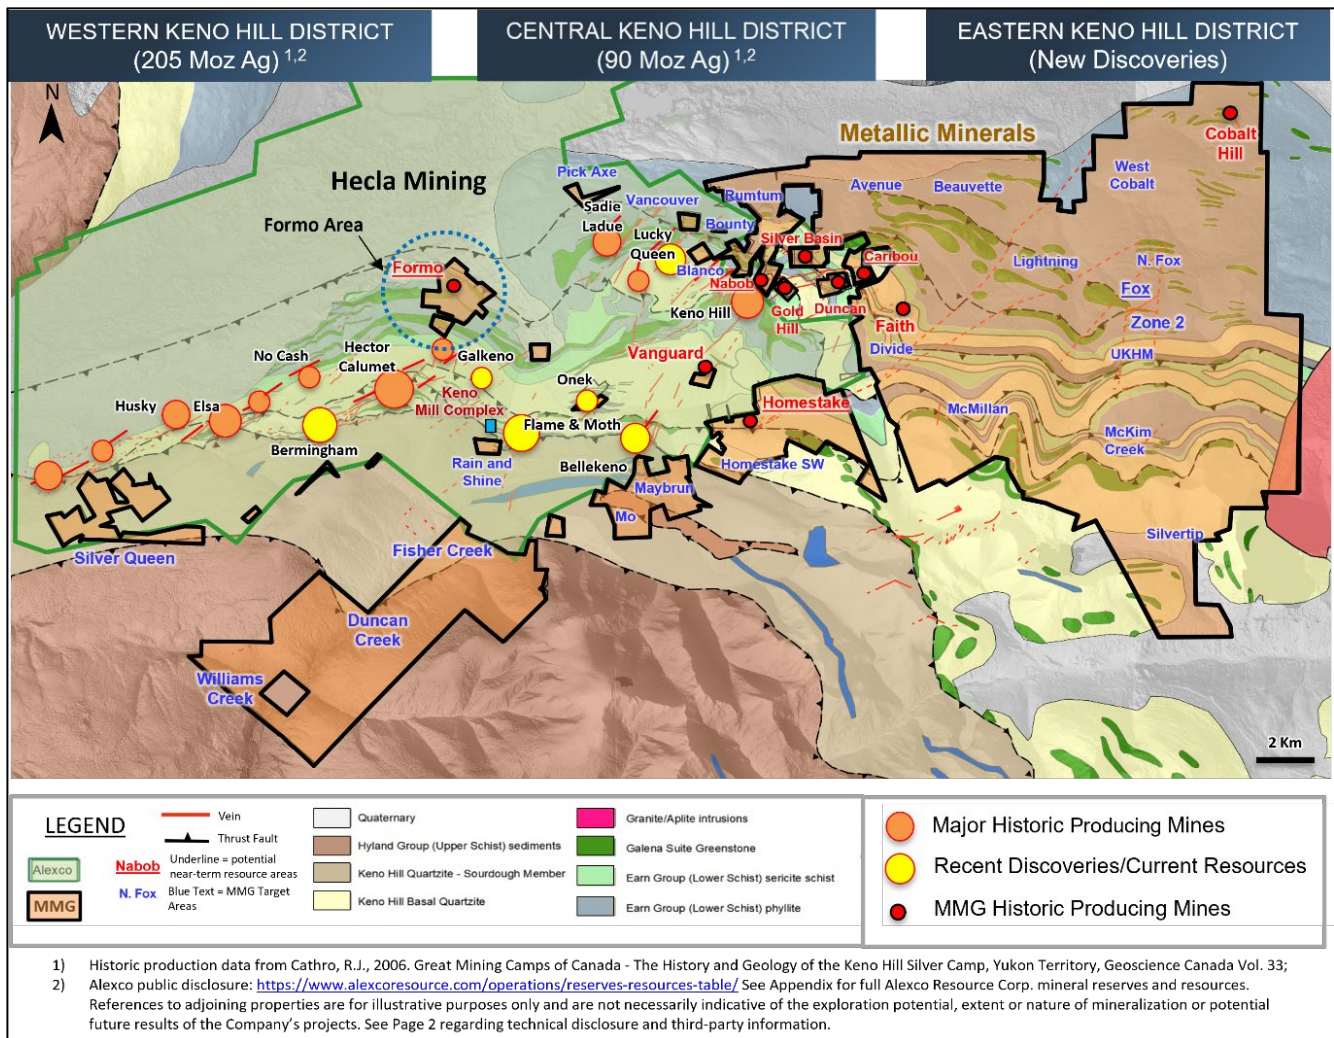 WESTERN KENO HILL DISTRICT
(205 Moz Ag) 1,2
CENTRAL KENO HILL DISTRICT
(90 Moz Ag) 1,2
EASTERN KENO HILL DISTRICT
(New Discoveries)
N
Metallic Minerals
Cobalt
Hill
Hecla Mining
Pick Axe
Sadie
Ladue
Vancouver
Rumtum
Avenue
Beauvette
West
Cobalt
Formo Area
Lucky
Queen
Bounty
Silver Basin
Caribou
Formo
Blanco
Nabob
Lightning
N. Fox
Fox
Keno Hill
Gold
Hill
Duncan
Faith
Zone 2
No Cash
Hector
Calumet
Galkeno
Vanguard
Divide
UKHM
Husky
Elsa
Keno
Mill Complex
Onek
Homestake
McMillan
Bermingham
Flame & Moth
McKim
Creek
Rain and
Shine
Bellekeno
Homestake SW
Maybrun
Mo
Silver Queen
Fisher Creek
Silvertip
Duncan
Creek
Williams
Creek
2 Km
LEGEND
Alexco
MMG
Vein
Thrust Fault
Nabob
Underline = potential
near-term resource areas
N. Fox
Blue Text = MMG Target
Areas
Quaternary
Hyland Group (Upper Schist) sediments
Keno Hill Quartzite - Sourdough Member
Keno Hill Basal Quartzite
Granite/Aplite intrusions
Galena Suite Greenstone
Earn Group (Lower Schist) sericite schist
Earn Group (Lower Schist) phyllite
Major Historic Producing Mines
Recent Discoveries/Current Resources
MMG Historic Producing Mines
1) Historic production data from Cathro, R.J., 2006. Great Mining Camps of Canada - The History and Geology of the Keno Hill Silver Camp, Yukon Territory, Geoscience Canada Vol. 33;
2) Alexco public disclosure: https://www.alexcoresource.com/operations/reserves-resources-table/ See Appendix for full Alexco Resource Corp. mineral reserves and resources.
References to adjoining properties are for illustrative purposes only and are not necessarily indicative of the exploration potential, extent or nature of mineralization or potential
future results of the Company's projects. See Page 2 regarding technical disclosure and third-party information.